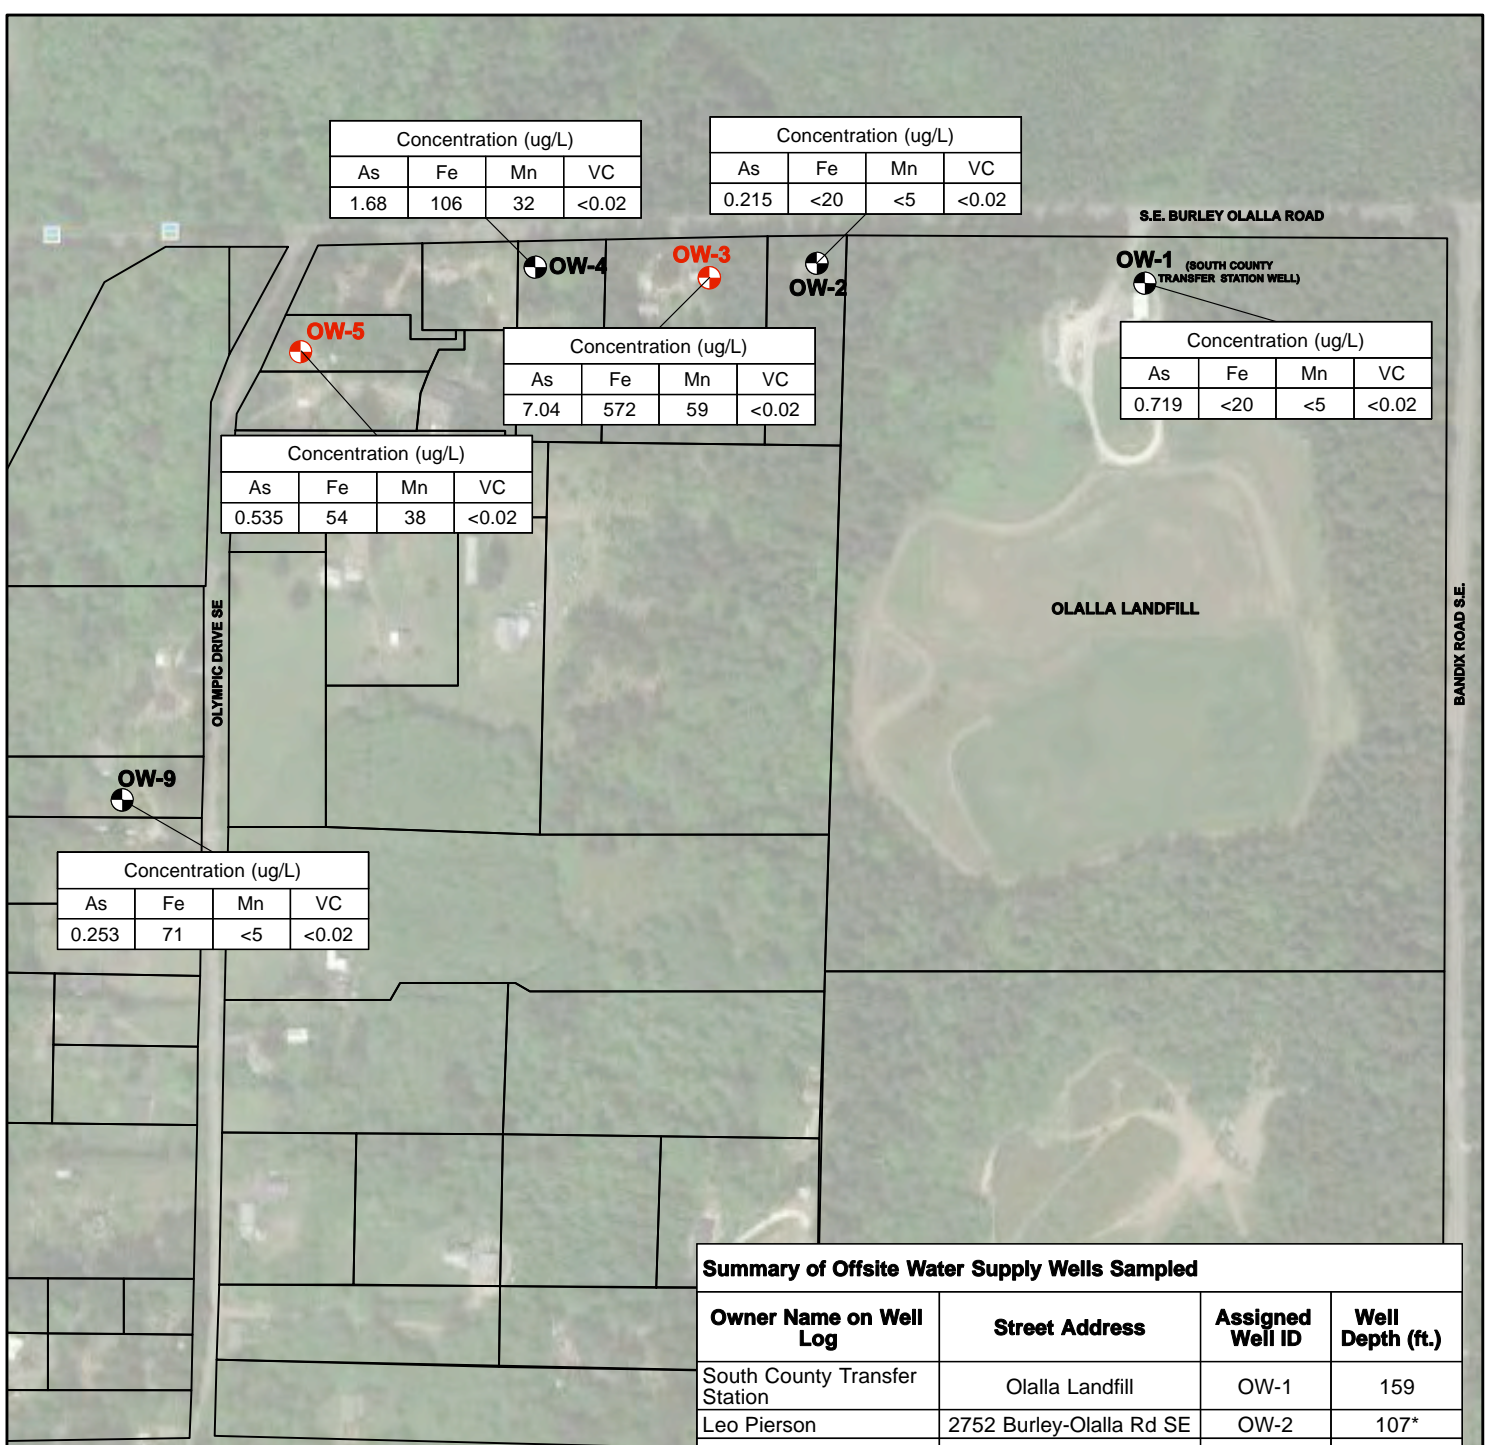 Concentration (ug/L)
As Fe Mn VC
1.68 106 32 <0.02
Concentration (ug/L)
As Fe Mn VC
0.215 <20 <5 <0.02
S.E. BURLEY OLALLA ROAD
OW-4
OW-3
OW-2
OW-1 (SOUTH COUNTY
TRANSFER STATION WELL)
OW-5
Concentration (ug/L)
As Fe Mn VC
7.04 572 59 <0.02
Concentration (ug/L)
As Fe Mn VC
0.719 <20 <5 <0.02
Concentration (ug/L)
As Fe Mn VC
0.535 54 38 <0.02
OLYMPIC DRIVE SE
OLALLA LANDFILL
BANDIX ROAD S.E.
OW-9
Concentration (ug/L)
As Fe Mn VC
0.253 71 <5 <0.02
Summary of Offsite Water Supply Wells Sampled
Owner Name on Well Log Street Address Assigned Well ID Well Depth (ft.)
South County Transfer Station Olalla Landfill OW-1 159
Leo Pierson 2752 Burley-Olalla Rd SE OW-2 107*